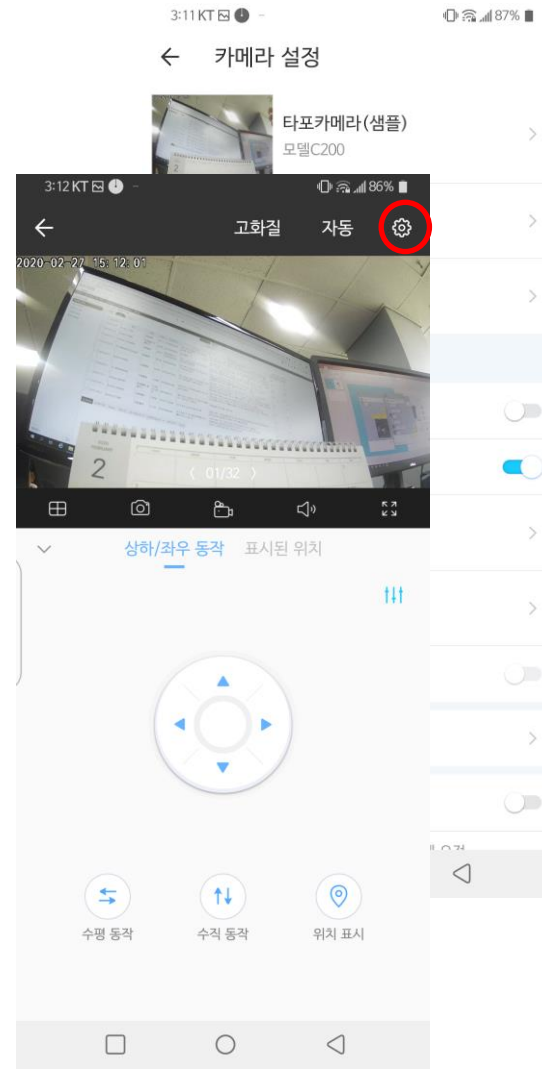 3:11 KT
87%
카메라 설정
타포카메라(샘플)
모델C200
3:12 KT
86%
고화질 자동
2020-02-27 15:12:01
2
〈 01/32 〉
상하/좌우 동작 표시된 위치
수평 동작 수직 동작 위치 표시